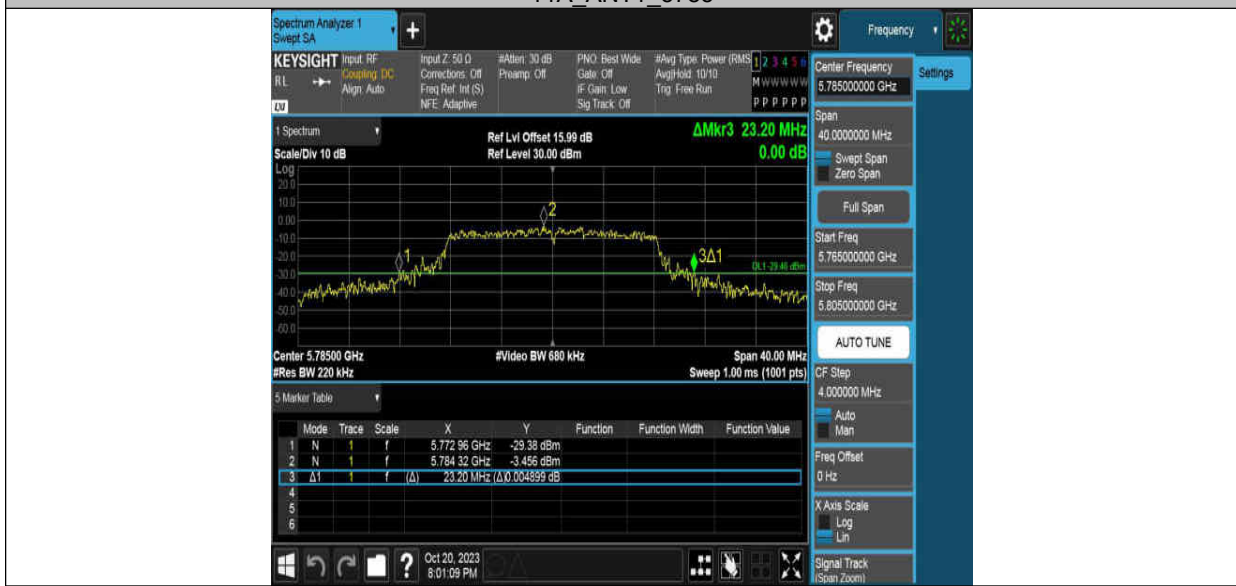 Spectrum Analyzer 1
Swept SA
+
Frequency
KEYSIGHT
RL
Input: RF
Coupling: DC
Align: Auto
Input Z: 50 Ω
Corrections: Off
Freq Ref: Int (S)
NFE: Adaptive
#Atten: 30 dB
Preamp: Off
PNO: Best Wide
Gate: Off
IF Gain: Low
Sig Track: Off
#Avg Type: Power (RMS
Avg|Hold: 10/10
Trig: Free Run
1 2 3 4 5 6
M W W W W W
P P P P P P
Center Frequency
5.785000000 GHz
Settings
Span
40.0000000 MHz
Swept Span
Zero Span
Full Span
Start Freq
5.765000000 GHz
Stop Freq
5.805000000 GHz
AUTO TUNE
CF Step
4.000000 MHz
Auto
Man
Freq Offset
0 Hz
X Axis Scale
Log
Lin
Signal Track
(Span Zoom)
1 Spectrum
Scale/Div 10 dB
Ref Lvl Offset 15.99 dB
Ref Level 30.00 dBm
ΔMkr3 23.20 MHz
0.00 dB
Log
20.0
10.0
0.00
-10.0
-20.0
-30.0
-40.0
-50.0
-60.0
1
2
3Δ1
DL1 -29.46 dBm
Center 5.78500 GHz
#Video BW 680 kHz
Span 40.00 MHz
#Res BW 220 kHz
Sweep 1.00 ms (1001 pts)
5 Marker Table
Mode Trace Scale X Y Function Function Width Function Value
1 N 1 f 5.772 96 GHz -29.38 dBm
2 N 1 f 5.784 32 GHz -3.456 dBm
3 Δ1 1 f (Δ) 23.20 MHz (Δ) 0.004899 dB
4
5
6
?
Oct 20, 2023
8:01:09 PM